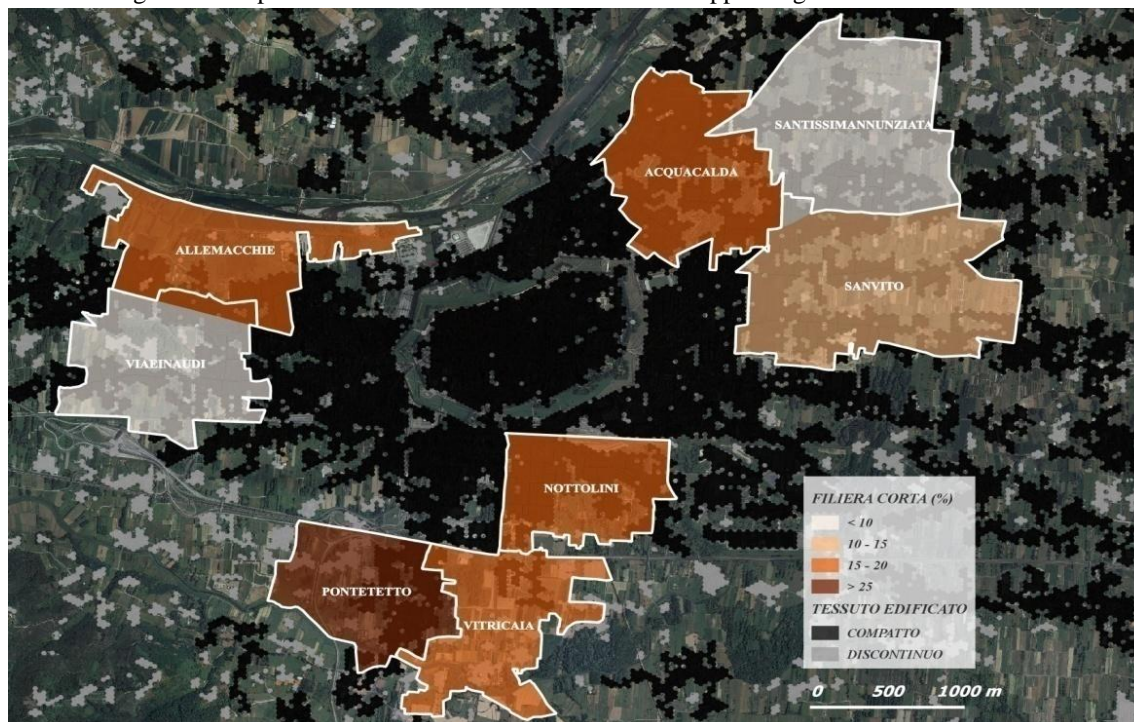 SANTISSIMANNUNZIATA
ACQUACALDA
ALLEMACCHIE
SANVITO
VIAEINAUDI
NOTTOLINI
PONTETETTO
VITRICAIA
FILIERA CORTA (%)
< 10
10 - 15
15 - 20
> 25
TESSUTO EDIFICATO
COMPATTO
DISCONTINUO
0 500 1000 m